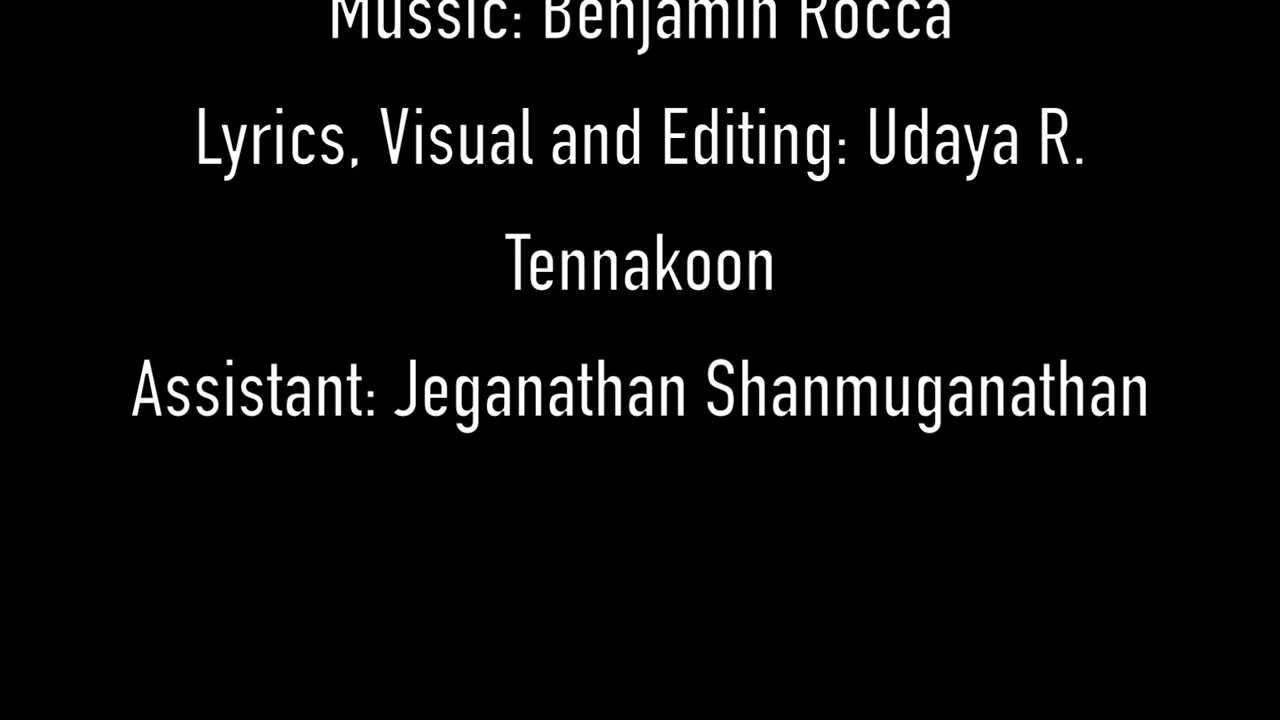 Mussic: Benjamin Rocca
Lyrics, Visual and Editing: Udaya R.
Tennakoon
Assistant: Jeganathan Shanmuganathan